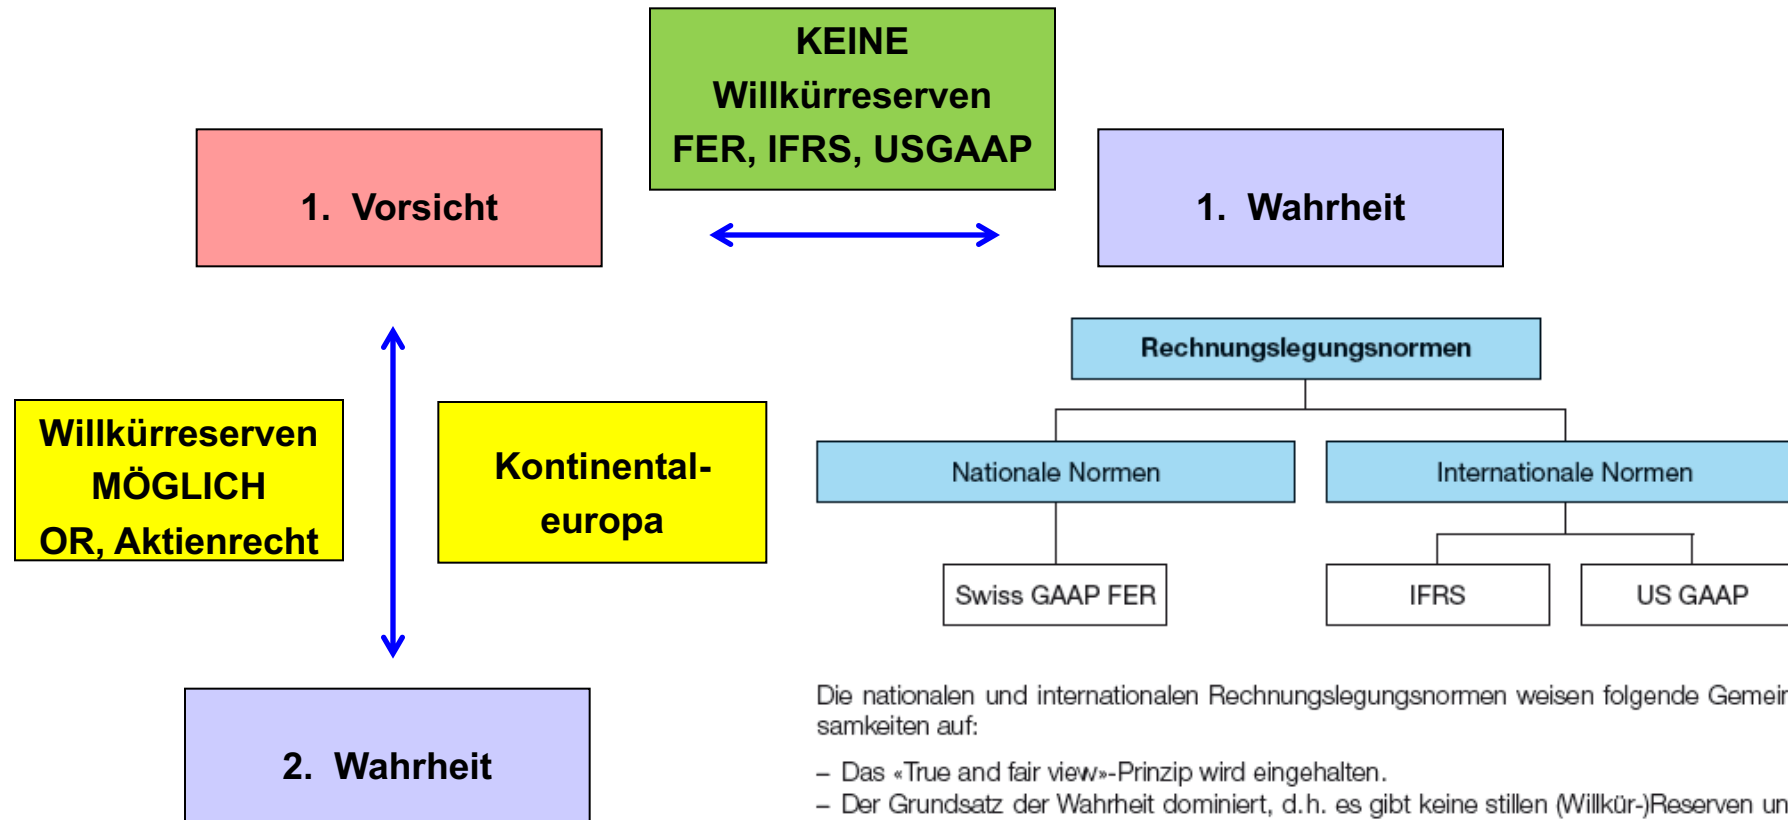 KEINE
Willkürreserven
FER, IFRS, USGAAP
1. Vorsicht
1. Wahrheit
Willkürreserven
MÖGLICH
OR, Aktienrecht
Kontinental-
europa
2. Wahrheit
Rechnungslegungsnormen
Nationale Normen
Internationale Normen
Swiss GAAP FER
IFRS
US GAAP
Die nationalen und internationalen Rechnungslegungsnormen weisen folgende Gemein
samkeiten auf:
– Das «True and fair view»-Prinzip wird eingehalten.
– Der Grundsatz der Wahrheit dominiert, d.h. es gibt keine stillen (Willkür-)Reserven un